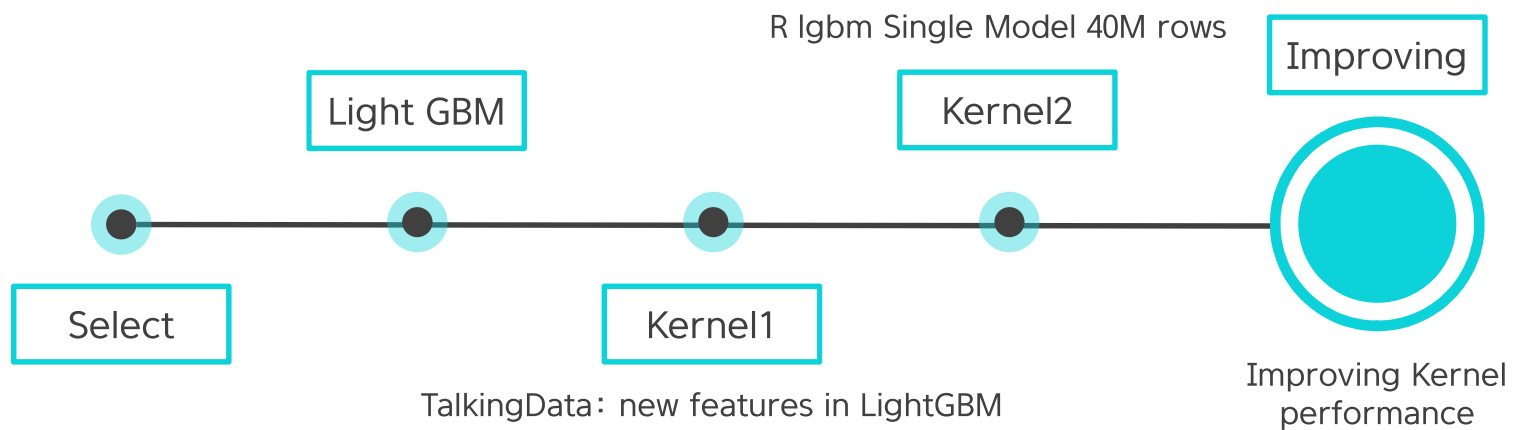 R lgbm Single Model 40M rows
Improving
Light GBM
Kernel2
Select
Kernel1
Improving Kernel
performance
TalkingData: new features in LightGBM